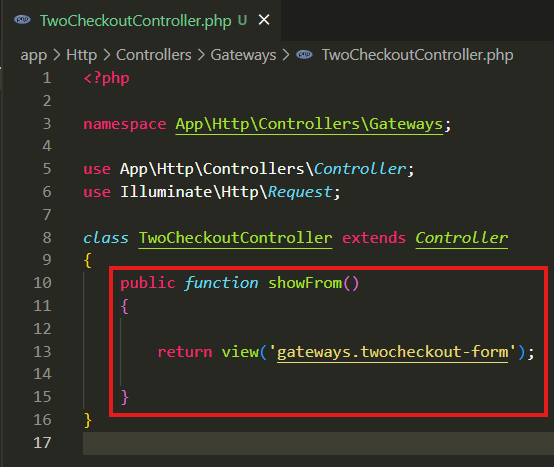 php TwoCheckoutController.php U ×
app > Http > Controllers > Gateways > php TwoCheckoutController.php
1 <?php
2
3 namespace App\Http\Controllers\Gateways;
4
5 use App\Http\Controllers\Controller;
6 use Illuminate\Http\Request;
7
8 class TwoCheckoutController extends Controller
9 {
10 public function showFrom()
11 {
12
13 return view('gateways.twocheckout-form');
14
15 }
16 }
17